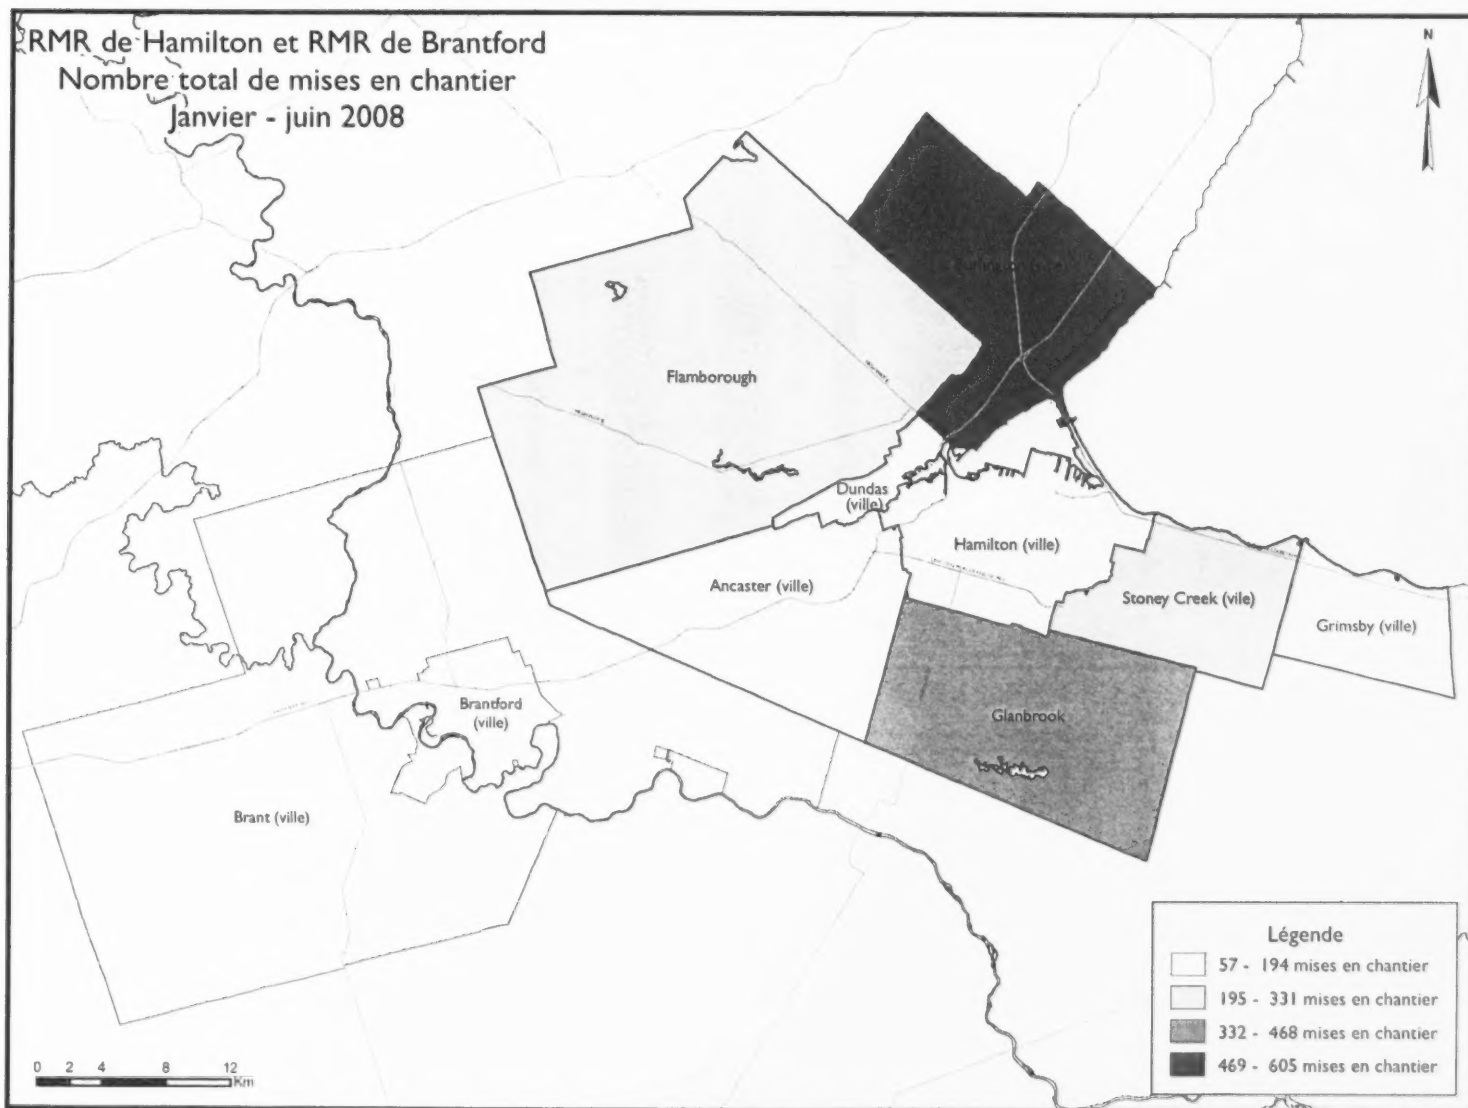 RMR de Hamilton et RMR de Brantford
Nombre total de mises en chantier
Janvier - juin 2008
N
Burlington (ville)
Flamborough
Dundas
(ville)
Hamilton (ville)
Ancaster (ville)
Stoney Creek (vile)
Grimsby (ville)
Brantford
(ville)
Glanbrook
Brant (ville)
Légende
57 - 194 mises en chantier
195 - 331 mises en chantier
332 - 468 mises en chantier
469 - 605 mises en chantier
0 2 4 8 12
Km